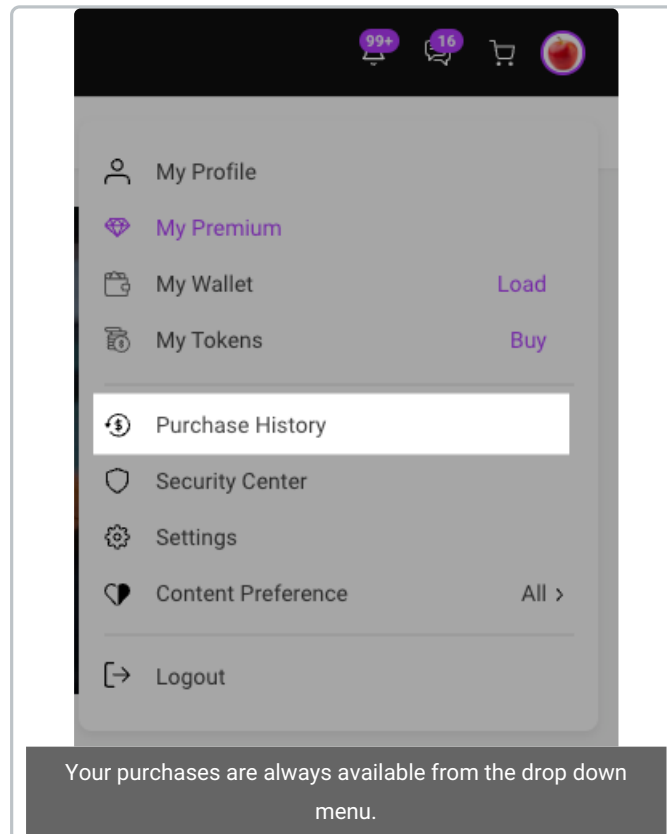 99+
16
My Profile
My Premium
My Wallet Load
My Tokens Buy
Purchase History
Security Center
Settings
Content Preference All >
Logout
Your purchases are always available from the drop down
menu.